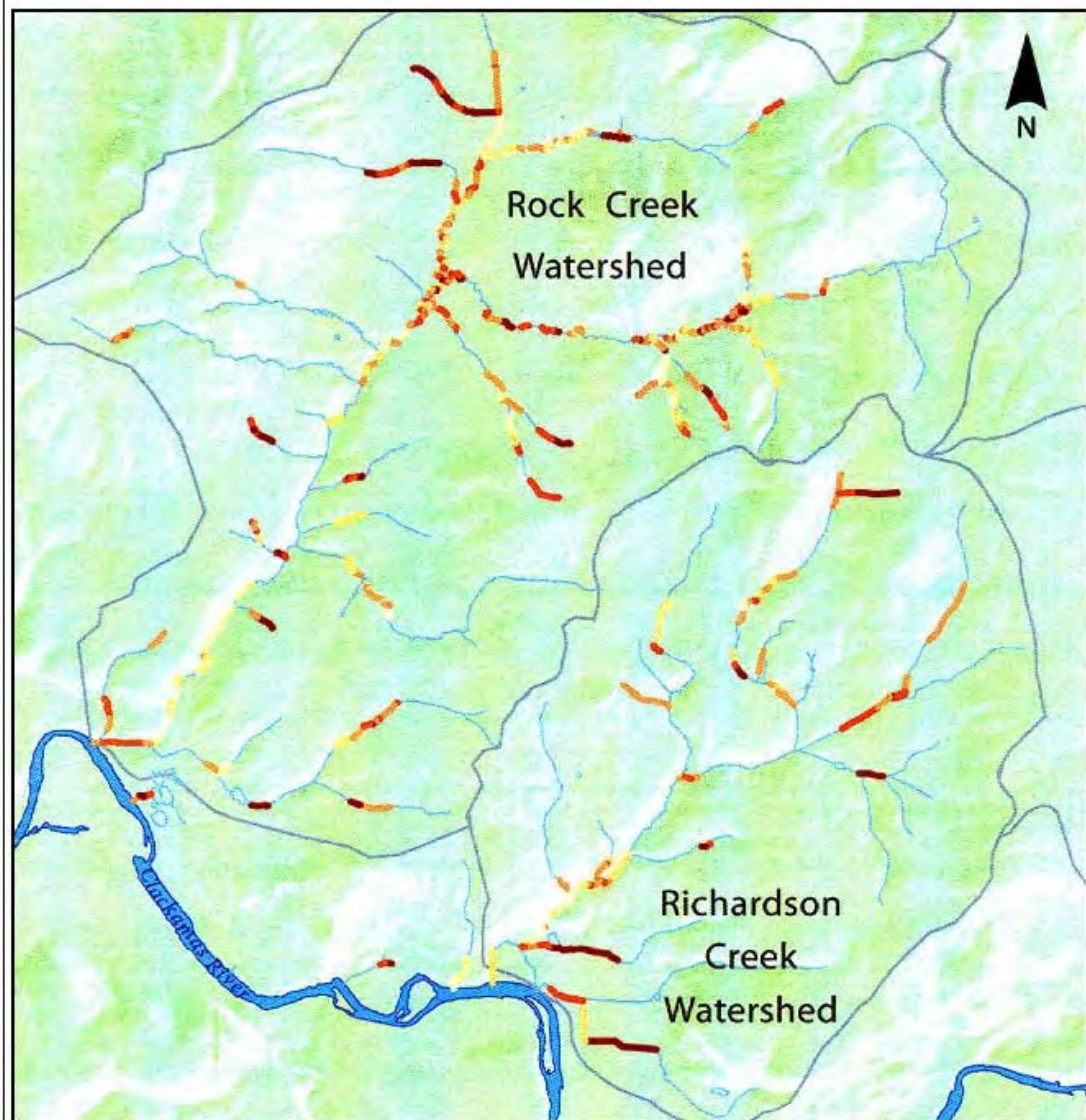 N
Rock Creek
Watershed
Richardson
Creek
Watershed
Clackamas River